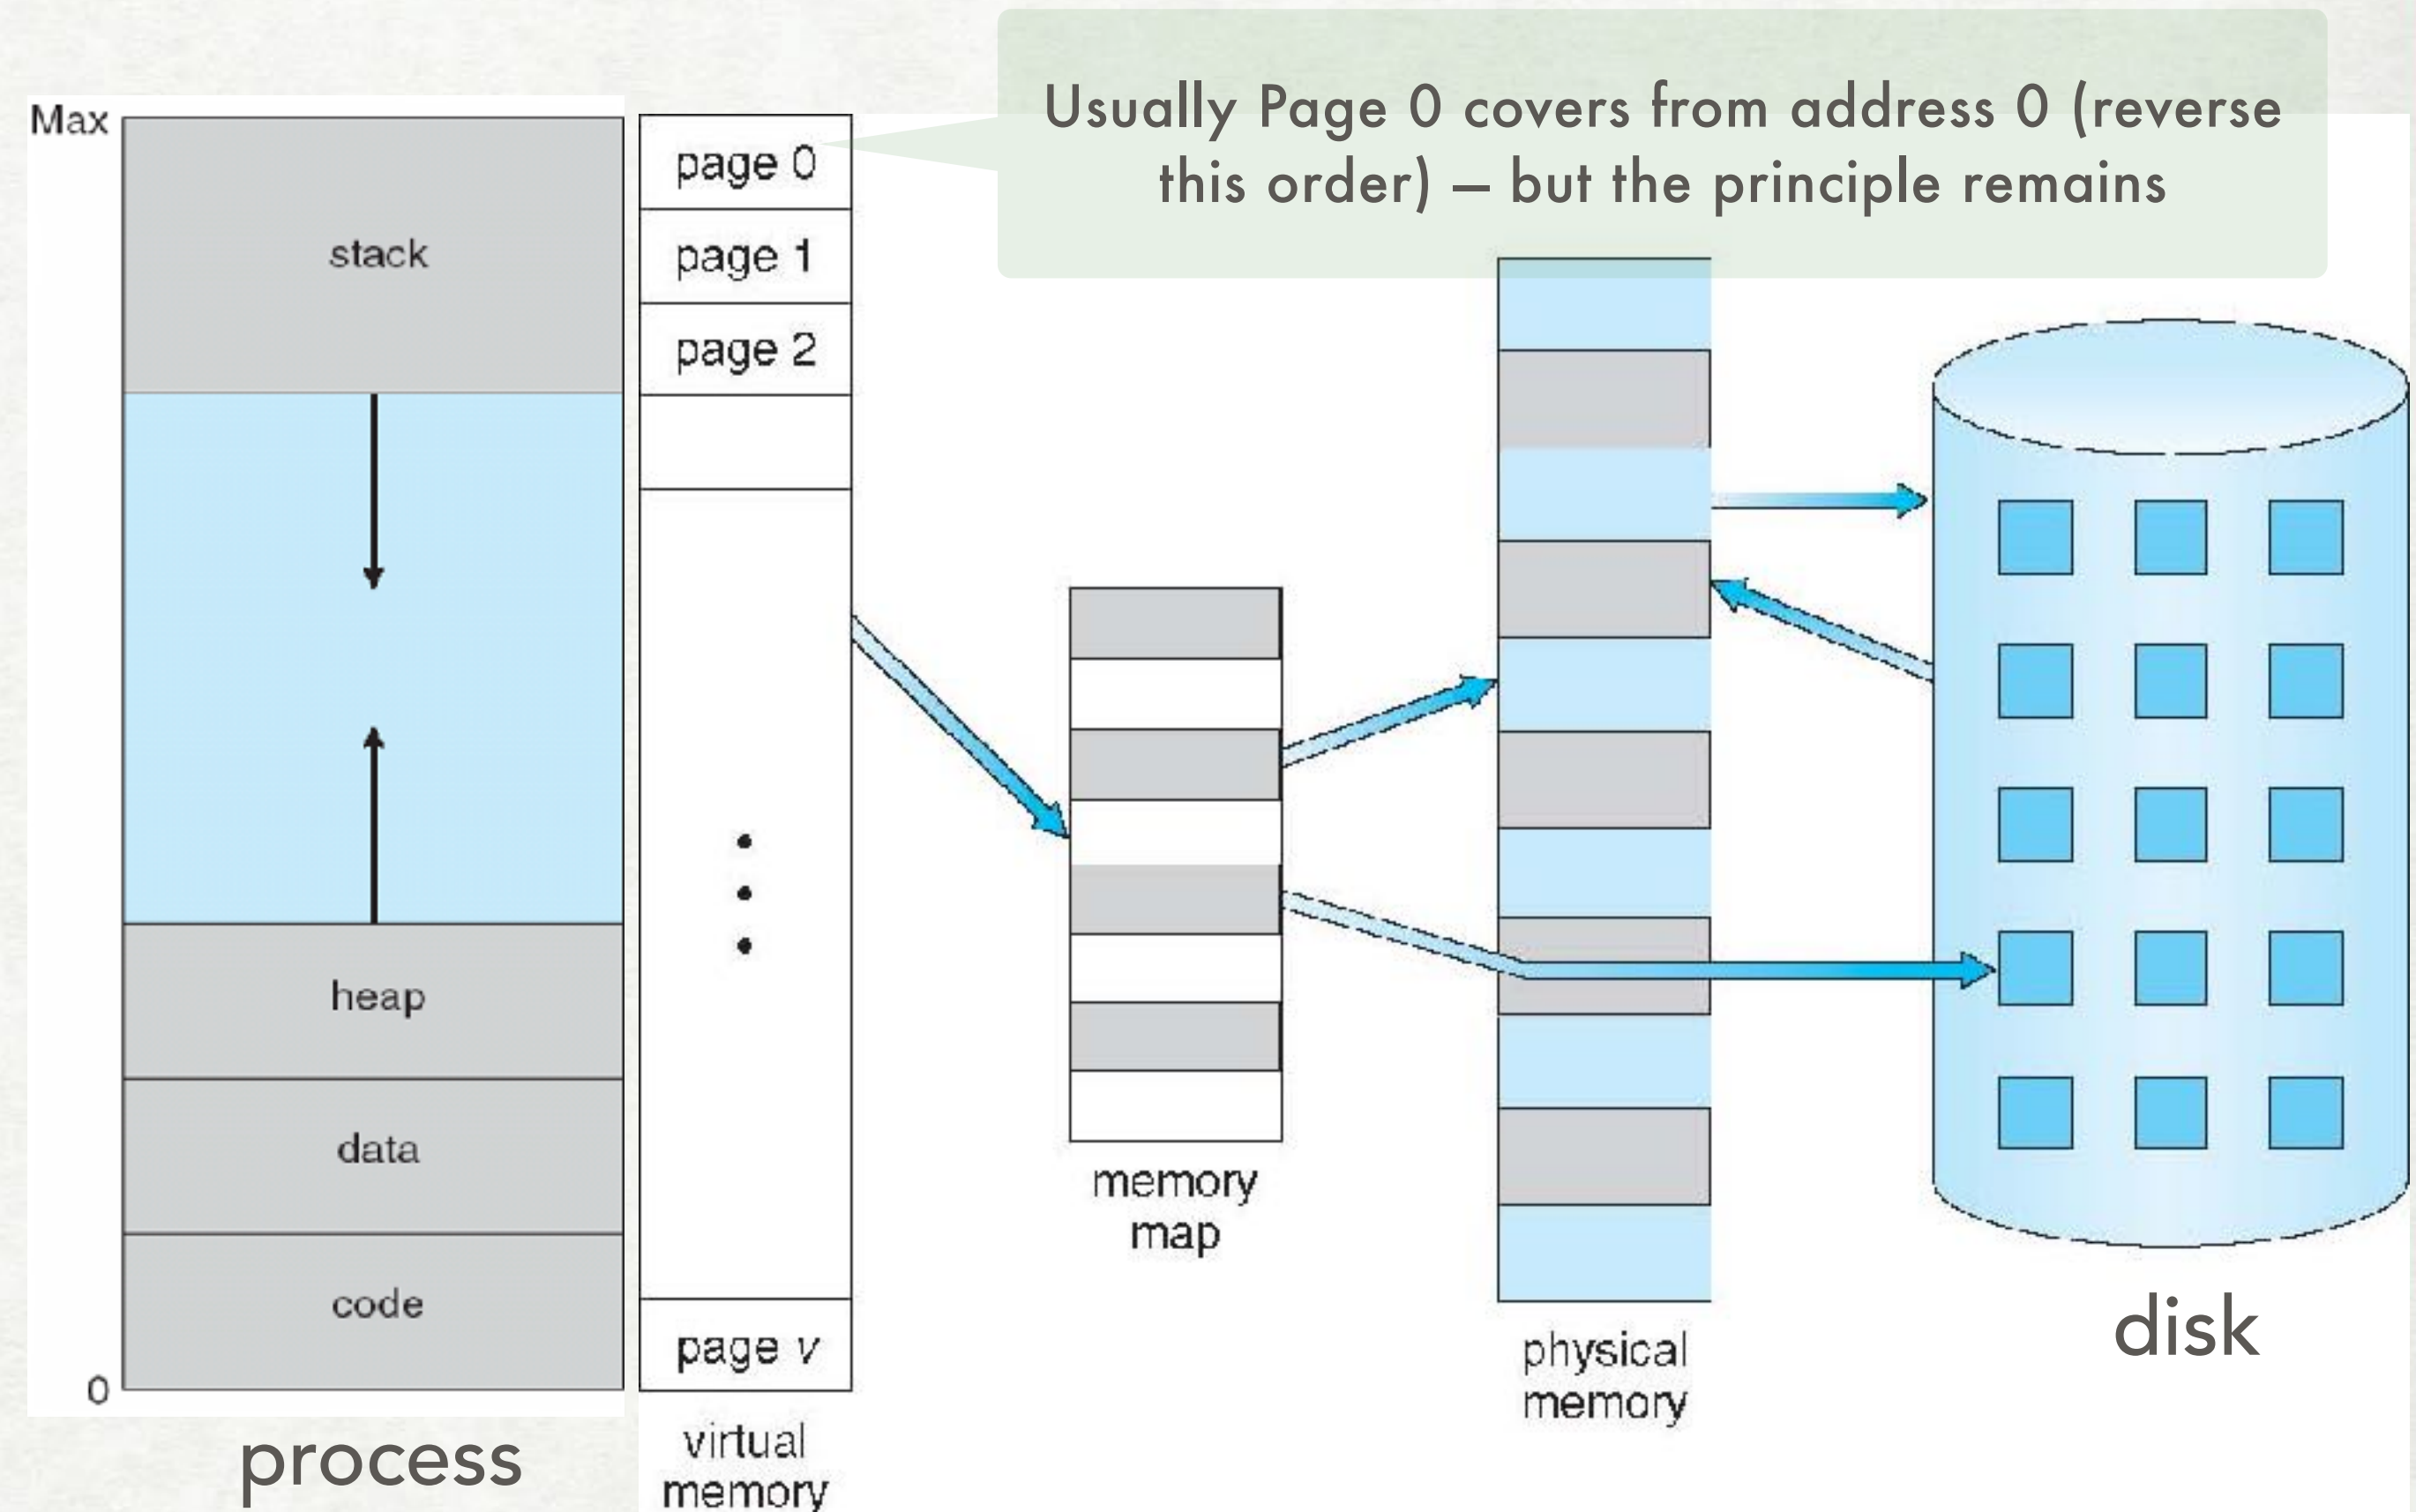 Usually Page 0 covers from address 0 (reverse
this order) — but the principle remains
Max
stack
heap
data
code
0
process
page 0
page 1
page 2
page v
virtual
memory
memory
map
physical
memory
disk